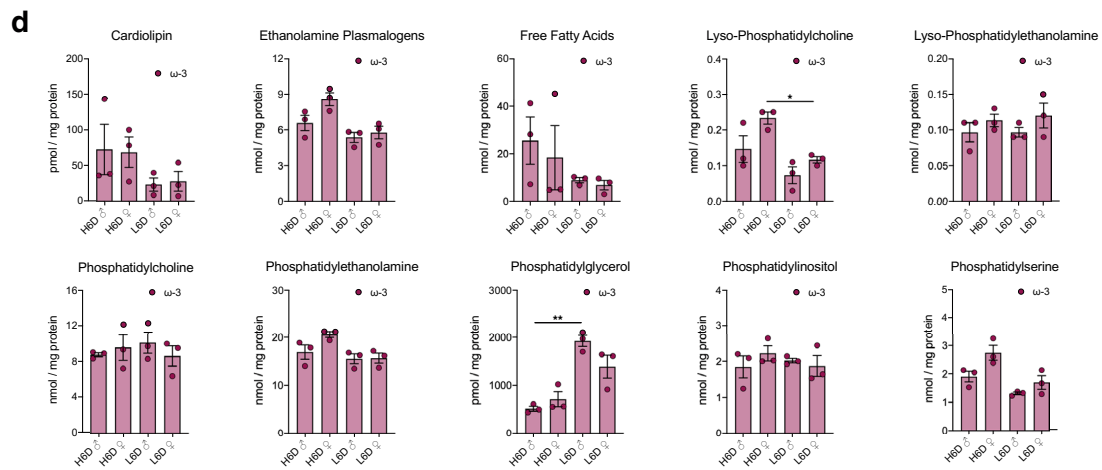 d
Cardiolipin
ω-3
pmol / mg protein
200
150
100
50
0
H6D ♂
H6D ♀
L6D ♂
L6D ♀
Ethanolamine Plasmalogens
ω-3
nmol / mg protein
12
9
6
3
0
H6D ♂
H6D ♀
L6D ♂
L6D ♀
Free Fatty Acids
ω-3
nmol / mg protein
60
40
20
0
H6D ♂
H6D ♀
L6D ♂
L6D ♀
Lyso-Phosphatidylcholine
ω-3
*
nmol / mg protein
0.4
0.3
0.2
0.1
0.0
H6D ♂
H6D ♀
L6D ♂
L6D ♀
Lyso-Phosphatidylethanolamine
ω-3
nmol / mg protein
0.20
0.15
0.10
0.05
0.00
H6D ♂
H6D ♀
L6D ♂
L6D ♀
Phosphatidylcholine
ω-3
nmol / mg protein
16
12
8
4
0
H6D ♂
H6D ♀
L6D ♂
L6D ♀
Phosphatidylethanolamine
ω-3
nmol / mg protein
30
20
10
0
H6D ♂
H6D ♀
L6D ♂
L6D ♀
Phosphatidylglycerol
ω-3
**
pmol / mg protein
3000
2000
1000
0
H6D ♂
H6D ♀
L6D ♂
L6D ♀
Phosphatidylinositol
ω-3
nmol / mg protein
4
3
2
1
0
H6D ♂
H6D ♀
L6D ♂
L6D ♀
Phosphatidylserine
ω-3
nmol / mg protein
5
4
3
2
1
0
H6D ♂
H6D ♀
L6D ♂
L6D ♀